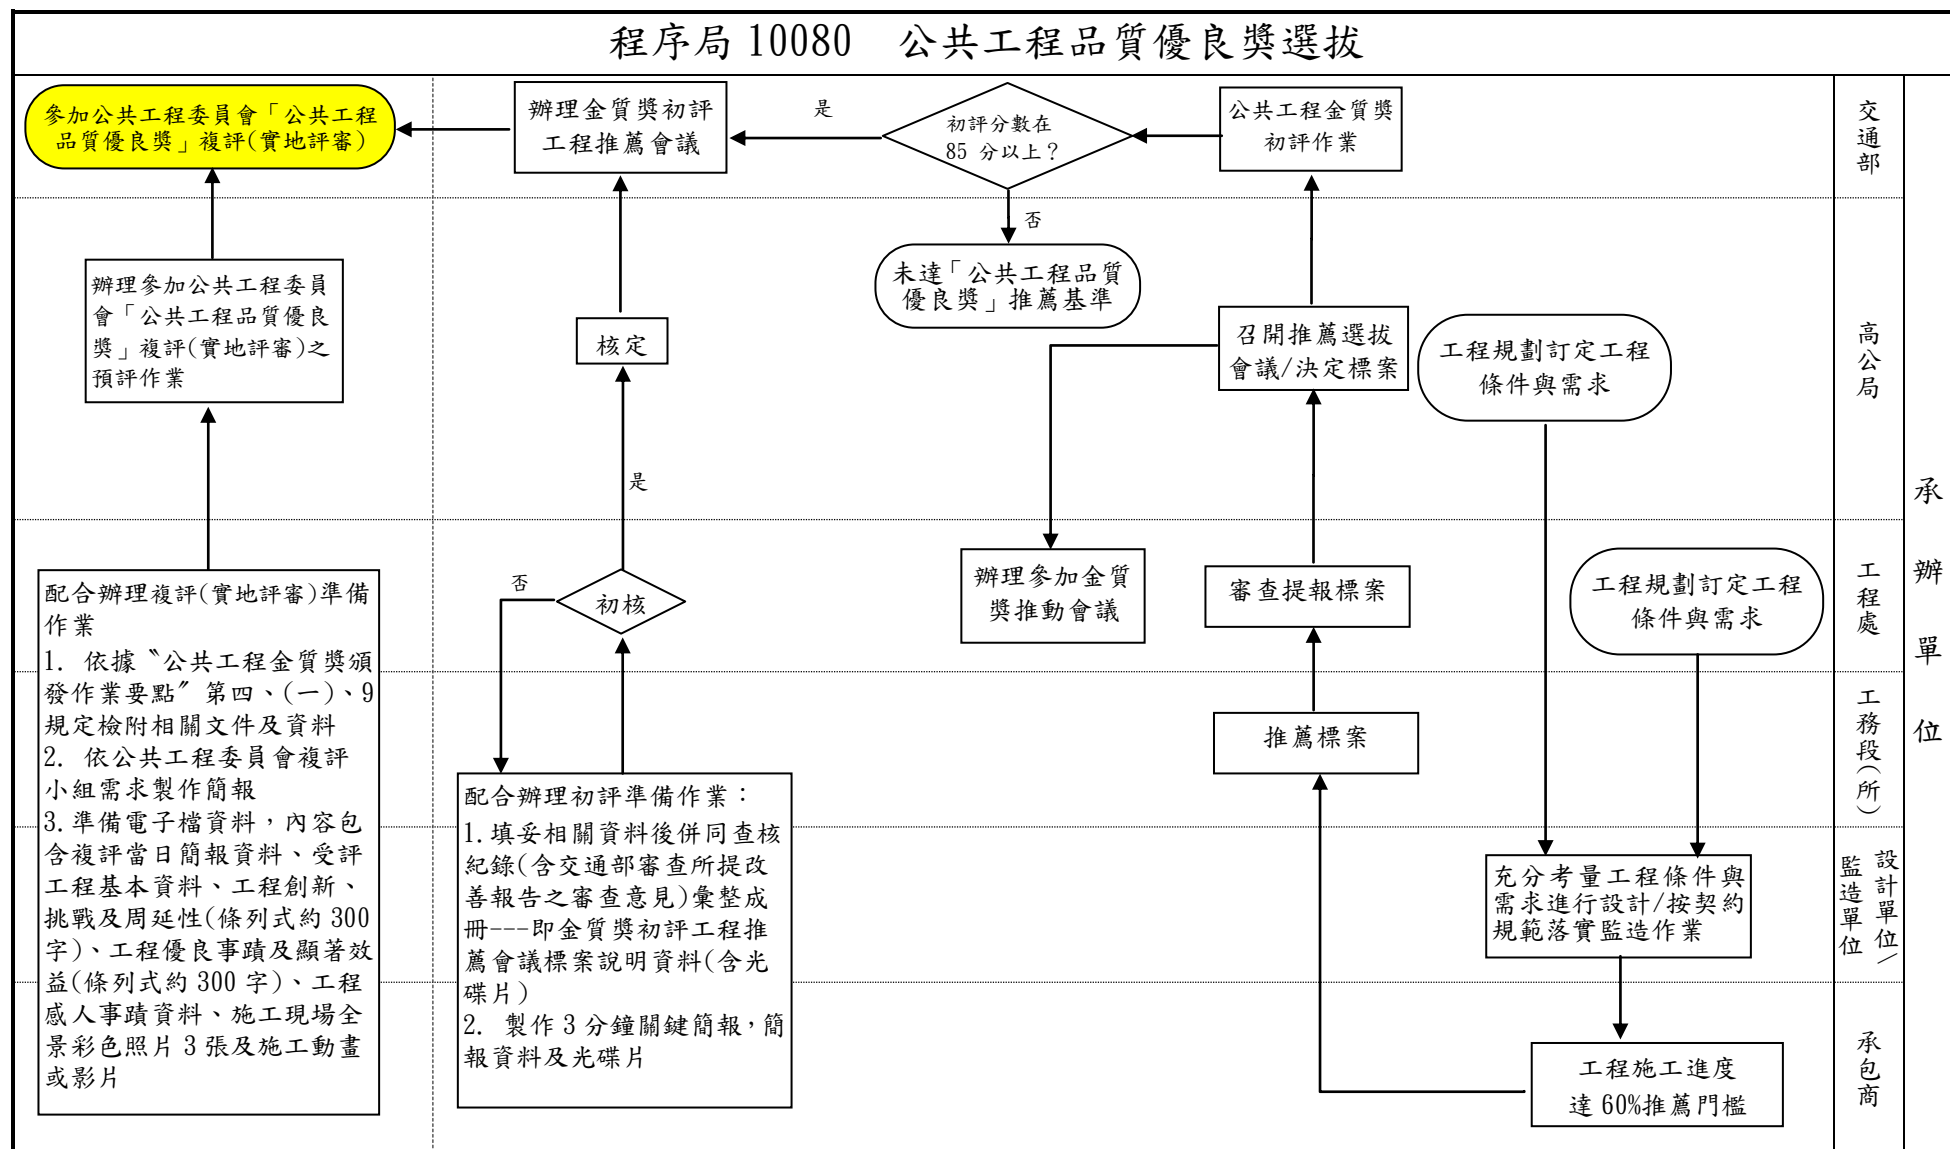 程序局 10080　公共工程品質優良獎選拔
參加公共工程委員會「公共工程
品質優良獎」複評(實地評審)
辦理金質獎初評
工程推薦會議
是
初評分數在
85 分以上？
公共工程金質獎
初評作業
交通部
否
未達「公共工程品質
優良獎」推薦基準
辦理參加公共工程委員
會「公共工程品質優良
獎」複評(實地評審)之
預評作業
核定
召開推薦選拔
會議/決定標案
工程規劃訂定工程
條件與需求
高公局
是
承辦單位
配合辦理複評(實地評審)準備
作業
1. 依據〝公共工程金質獎頒
發作業要點〞第四、(一)、9
規定檢附相關文件及資料
2. 依公共工程委員會複評
小組需求製作簡報
3.準備電子檔資料，內容包
含複評當日簡報資料、受評
工程基本資料、工程創新、
挑戰及周延性(條列式約 300
字)、工程優良事蹟及顯著效
益(條列式約 300 字)、工程
感人事蹟資料、施工現場全
景彩色照片 3 張及施工動畫
或影片
否
初核
辦理參加金質
獎推動會議
審查提報標案
工程規劃訂定工程
條件與需求
工程處
推薦標案
工務段(所)
配合辦理初評準備作業：
1.填妥相關資料後併同查核
紀錄(含交通部審查所提改
善報告之審查意見)彙整成
冊---即金質獎初評工程推
薦會議標案說明資料(含光
碟片)
2. 製作 3 分鐘關鍵簡報，簡
報資料及光碟片
充分考量工程條件與
需求進行設計/按契約
規範落實監造作業
設計單位/
監造單位
工程施工進度
達 60%推薦門檻
承包商